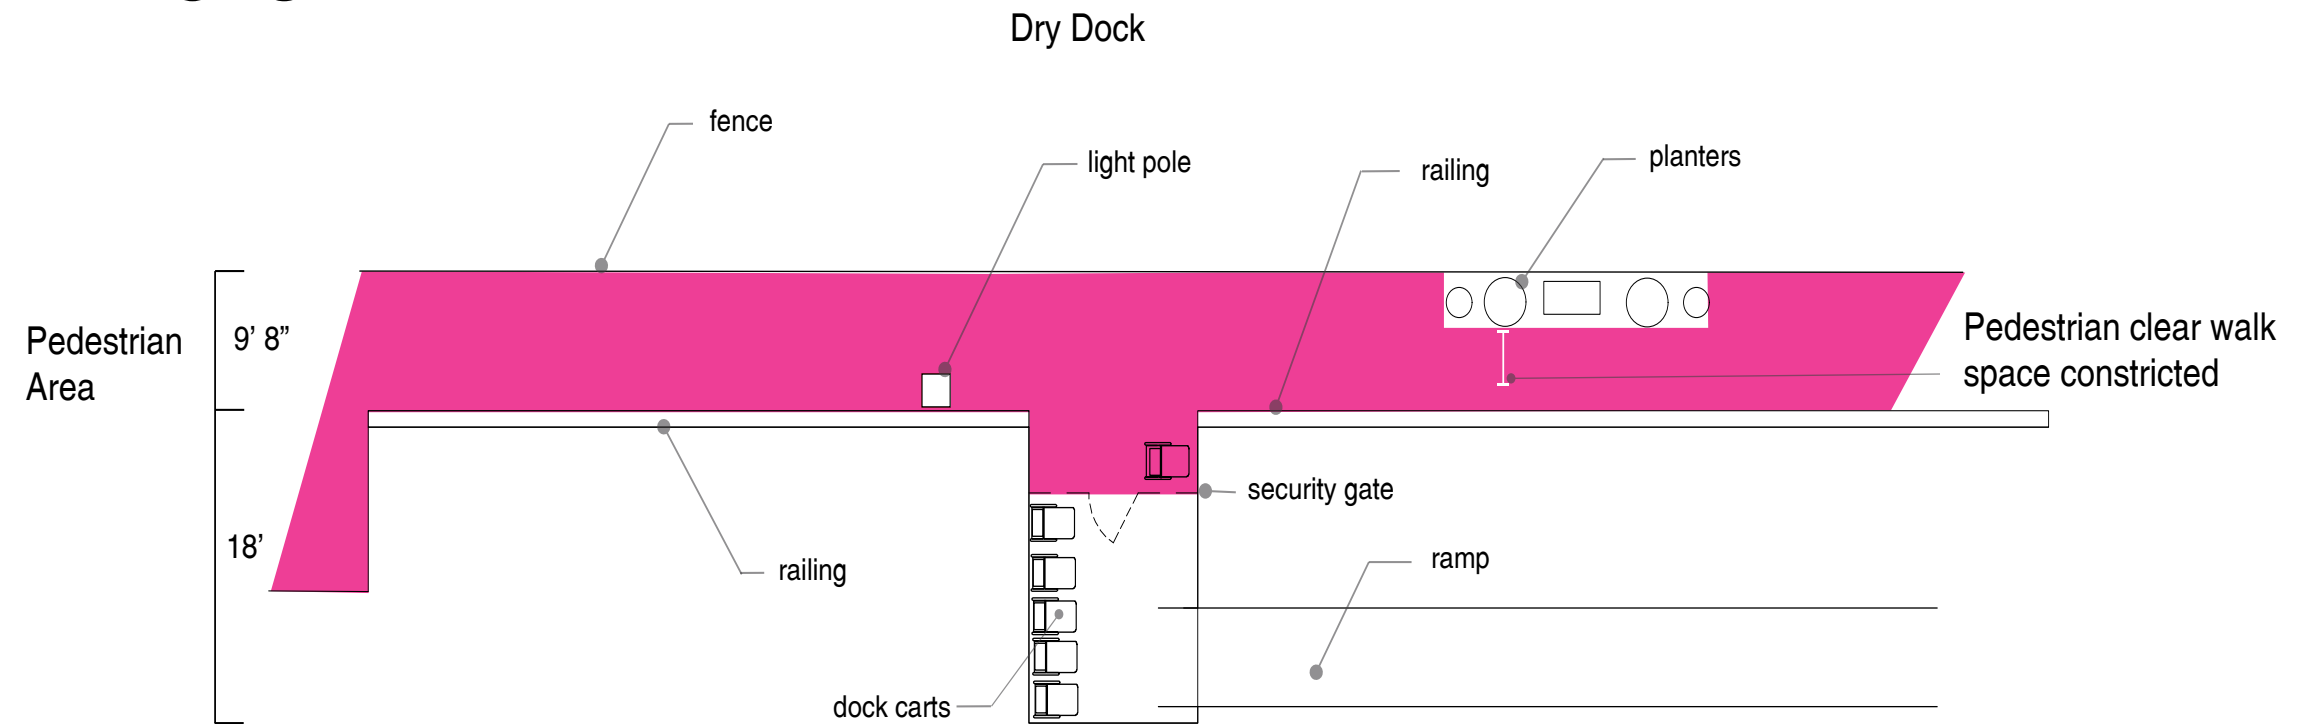 Dry Dock
fence
light pole
railing
planters
Pedestrian
Area
9’ 8”
Pedestrian clear walk
space constricted
security gate
18’
railing
ramp
dock carts